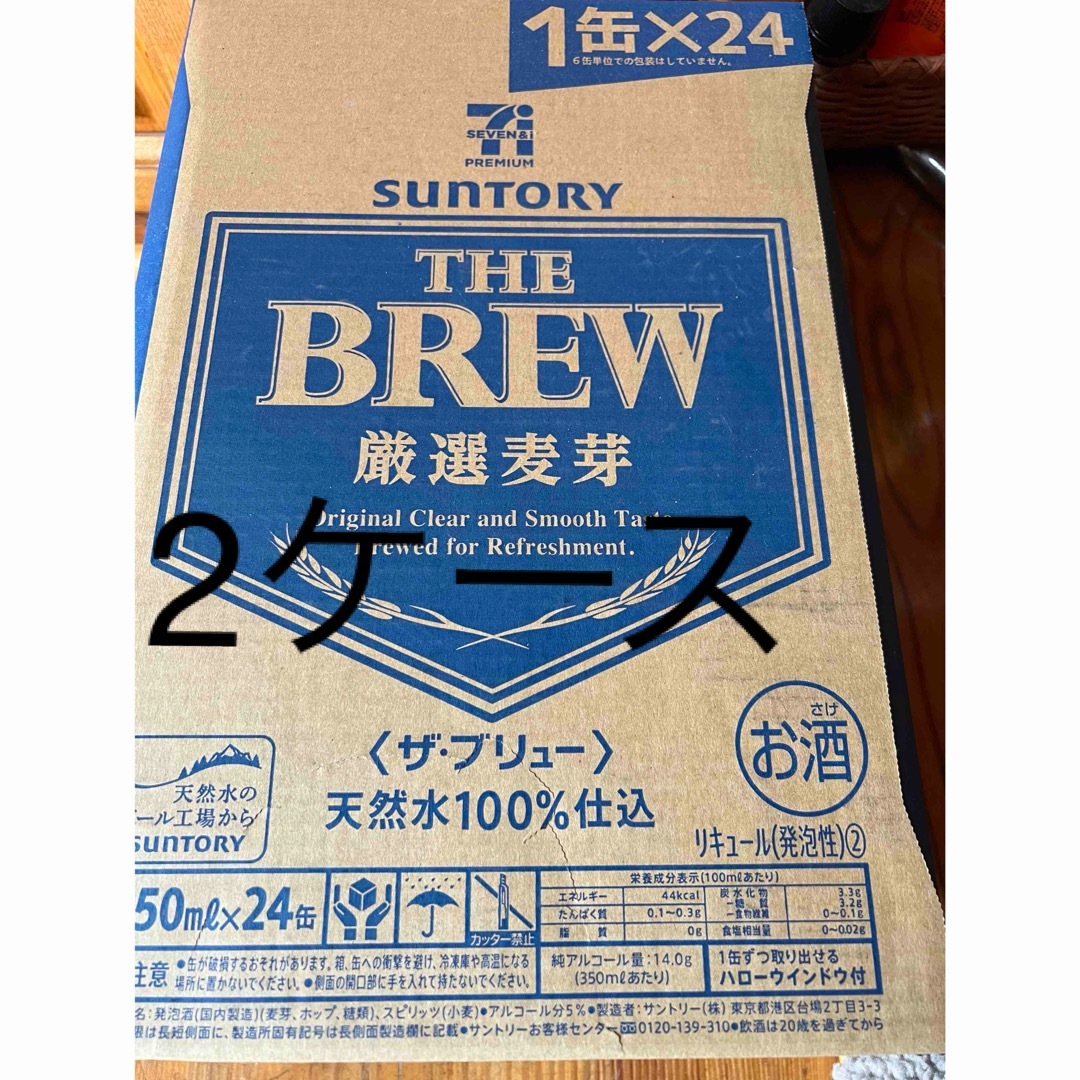 1缶×24
6缶単位での包装はしていません。
SEVEN&i
PREMIUM
SUNTORY
THE
BREW
厳選麦芽
Original Clear and Smooth Taste
Brewed for Refreshment.
2ケース
〈ザ・ブリュー〉
天然水100%仕込
さけ
お酒
リキュール(発泡性)②
天然水の
ール工場から
SUNTORY
50mℓ×24缶
カッター禁止
栄養成分表示(100mℓあたり)
エネルギー 44kcal 炭水化物 3.3g
たんぱく質 0.1~0.3g −糖質 3.2g
−食物繊維 0~0.1g
脂質 0g 食塩相当量 0~0.02g
純アルコール量:14.0g
(350mℓあたり)
1缶ずつ取り出せる
ハローウインドウ付
注意 ●缶が破損するおそれがあります。箱、缶への衝撃を避け、冷凍庫や高温になる
場所に置かないでください。●側面の開口部に手を入れて持たないでください。
名:発泡酒(国内製造)(麦芽、ホップ、糖類)、スピリッツ(小麦)●アルコール分5%●製造者:サントリー(株) 東京都港区台場2丁目3-3
限は長短側面に、製造所固有記号は長側面製造欄に記載●サントリーお客様センター 0120-139-310●飲酒は20歳を過ぎてから